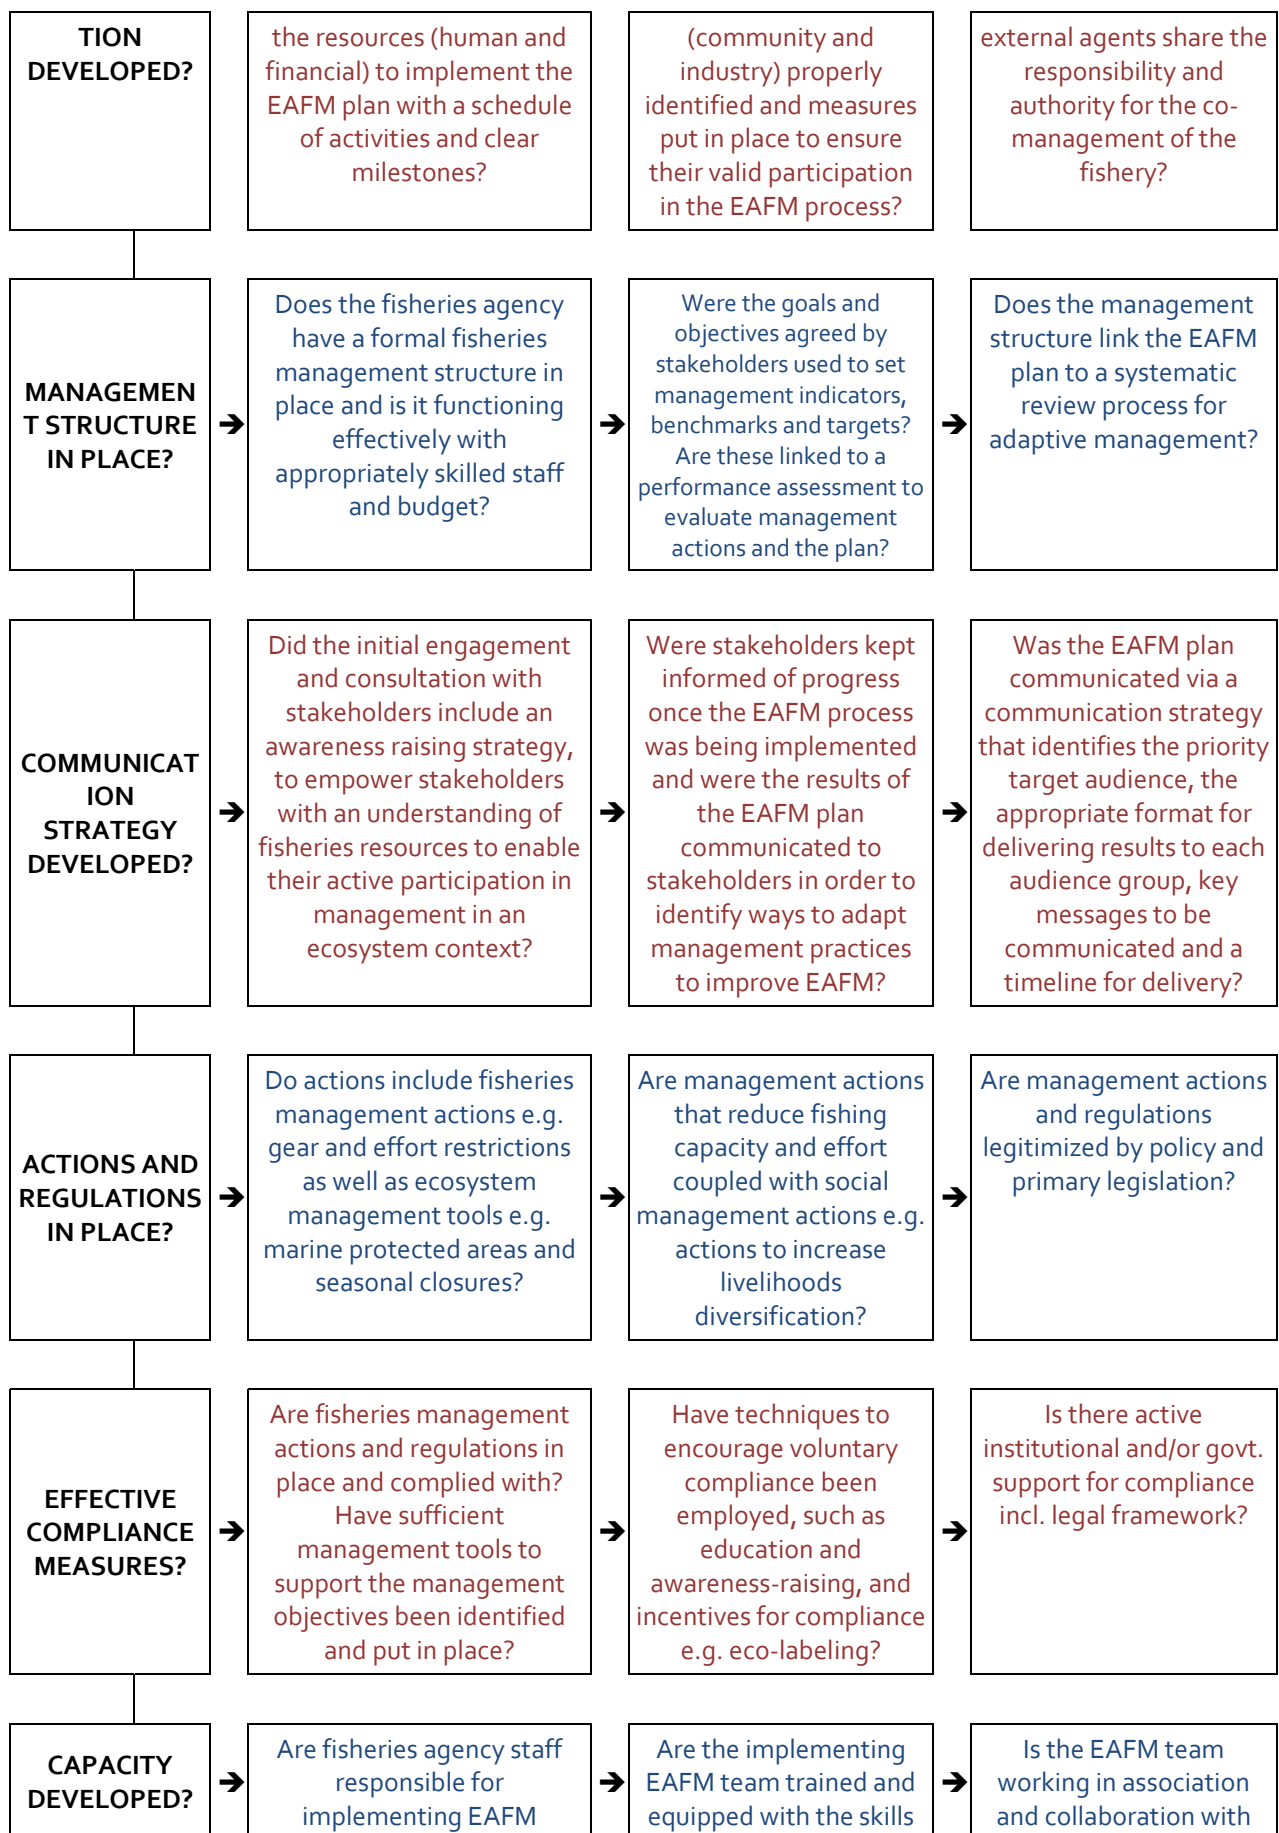 TION
DEVELOPED?
the resources (human and
financial) to implement the
EAFM plan with a schedule
of activities and clear
milestones?
(community and
industry) properly
identified and measures
put in place to ensure
their valid participation
in the EAFM process?
external agents share the
responsibility and
authority for the co-
management of the
fishery?
MANAGEMEN
T STRUCTURE
IN PLACE?
Does the fisheries agency
have a formal fisheries
management structure in
place and is it functioning
effectively with
appropriately skilled staff
and budget?
Were the goals and
objectives agreed by
stakeholders used to set
management indicators,
benchmarks and targets?
Are these linked to a
performance assessment to
evaluate management
actions and the plan?
Does the management
structure link the EAFM
plan to a systematic
review process for
adaptive management?
COMMUNICAT
ION
STRATEGY
DEVELOPED?
Did the initial engagement
and consultation with
stakeholders include an
awareness raising strategy,
to empower stakeholders
with an understanding of
fisheries resources to enable
their active participation in
management in an
ecosystem context?
Were stakeholders kept
informed of progress
once the EAFM process
was being implemented
and were the results of
the EAFM plan
communicated to
stakeholders in order to
identify ways to adapt
management practices
to improve EAFM?
Was the EAFM plan
communicated via a
communication strategy
that identifies the priority
target audience, the
appropriate format for
delivering results to each
audience group, key
messages to be
communicated and a
timeline for delivery?
ACTIONS AND
REGULATIONS
IN PLACE?
Do actions include fisheries
management actions e.g.
gear and effort restrictions
as well as ecosystem
management tools e.g.
marine protected areas and
seasonal closures?
Are management actions
that reduce fishing
capacity and effort
coupled with social
management actions e.g.
actions to increase
livelihoods
diversification?
Are management actions
and regulations
legitimized by policy and
primary legislation?
EFFECTIVE
COMPLIANCE
MEASURES?
Are fisheries management
actions and regulations in
place and complied with?
Have sufficient
management tools to
support the management
objectives been identified
and put in place?
Have techniques to
encourage voluntary
compliance been
employed, such as
education and
awareness-raising, and
incentives for compliance
e.g. eco-labeling?
Is there active
institutional and/or govt.
support for compliance
incl. legal framework?
CAPACITY
DEVELOPED?
Are fisheries agency staff
responsible for
implementing EAFM
Are the implementing
EAFM team trained and
equipped with the skills
Is the EAFM team
working in association
and collaboration with